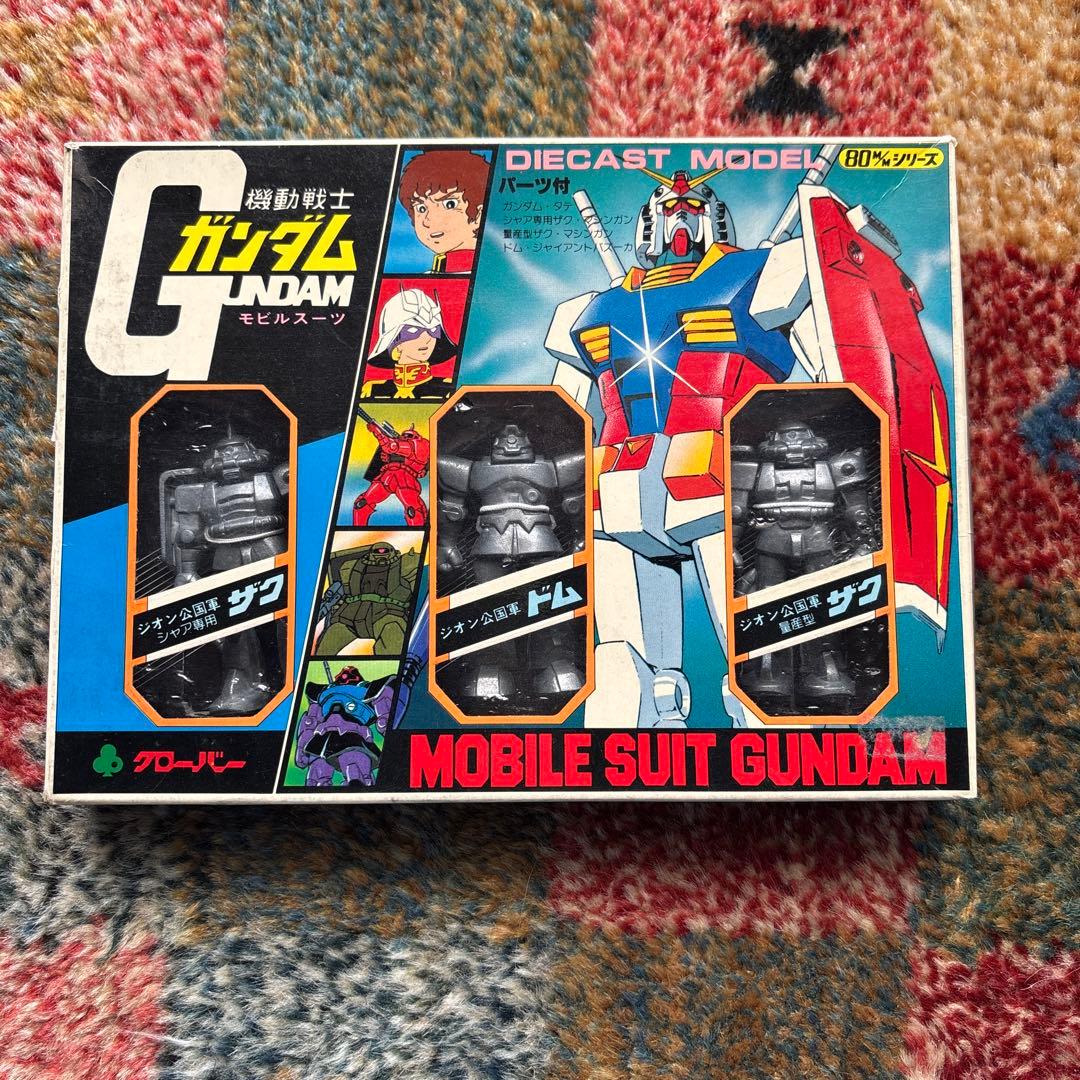 機動戦士
ガンダム
GUNDAM
モビルスーツ
DIECAST MODEL
80M/Mシリーズ
パーツ付
ガンダム・タテ
シャア専用ザク・マシンガン
量産型ザク・マシンガン
ドム・ジャイアントバズーカ
ジオン公国軍 ザク
シャア専用
ジオン公国軍 ドム
ジオン公国軍 ザク
量産型
クローバー
MOBILE SUIT GUNDAM